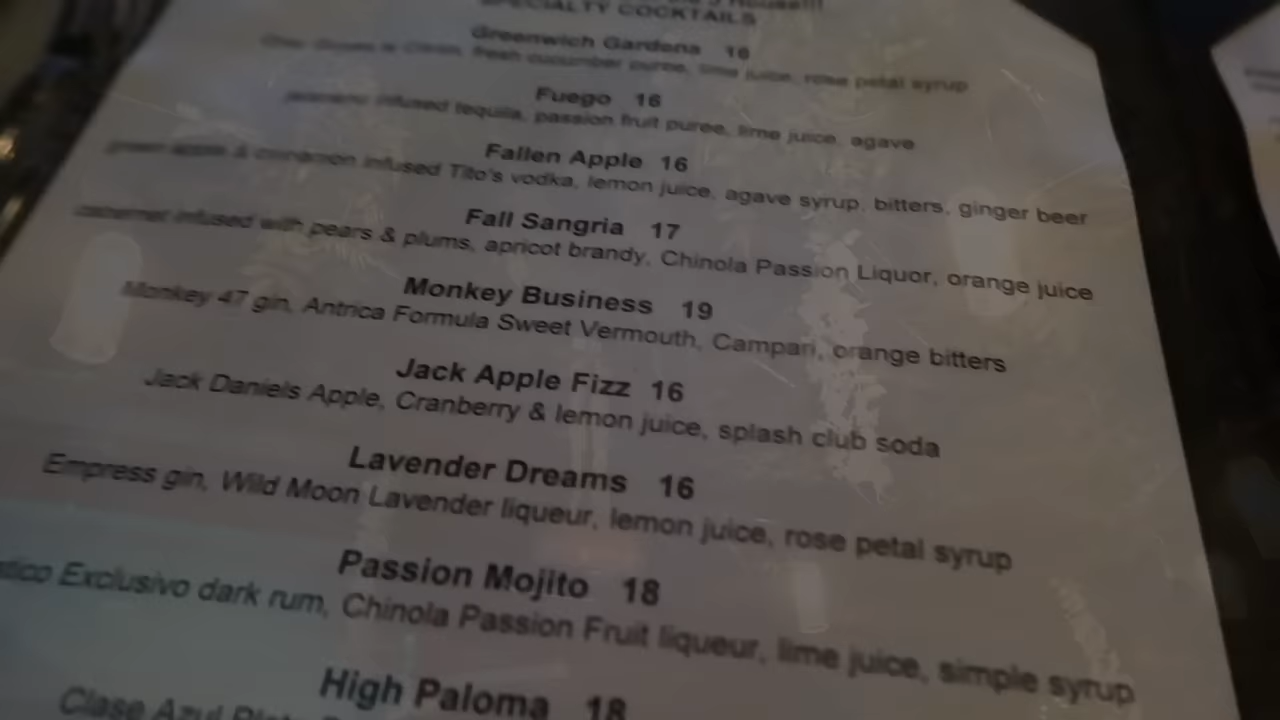 SPECIALTY COCKTAILS
Greenwich Gardens 16
fresh cucumber puree, lime juice, rose petal syrup
Fuego 16
infused tequila, passion fruit puree, lime juice, agave
Fallen Apple 16
green apple & cinnamon infused Tito's vodka, lemon juice, agave syrup, bitters, ginger beer
Fall Sangria 17
cabernet infused with pears & plums, apricot brandy, Chinola Passion Liquor, orange juice
Monkey Business 19
Monkey 47 gin, Antrica Formula Sweet Vermouth, Campari, orange bitters
Jack Apple Fizz 16
Jack Daniels Apple, Cranberry & lemon juice, splash club soda
Lavender Dreams 16
Empress gin, Wild Moon Lavender liqueur, lemon juice, rose petal syrup
Passion Mojito 18
Exclusivo dark rum, Chinola Passion Fruit liqueur, lime juice, simple syrup
High Paloma 18
Clase Azul